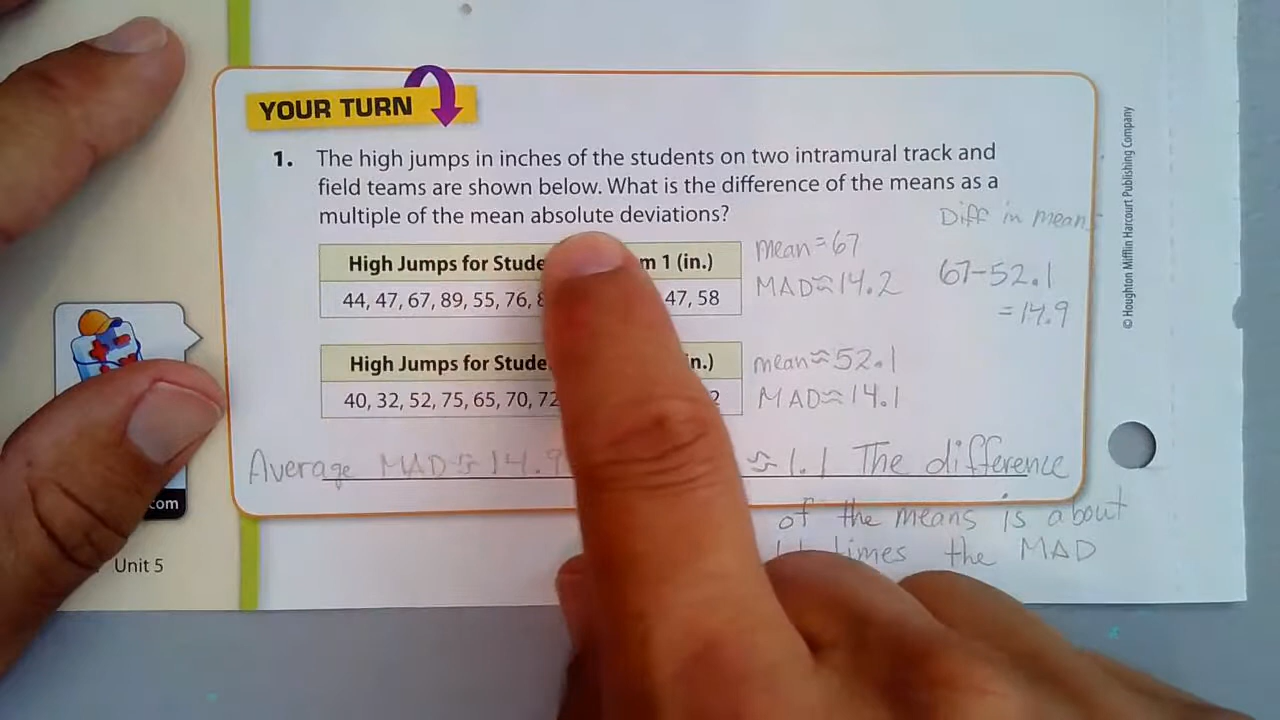 YOUR TURN
1. The high jumps in inches of the students on two intramural track and
field teams are shown below. What is the difference of the means as a
multiple of the mean absolute deviations?
Diff in means
High Jumps for 1 (in.)
mean=67
44, 47, 67, 89, 55, 76, 47, 58
MAD≈14.2
67-52.1
=14.9
High Jumps for
mean≈52.1
40, 32, 52, 75, 65, 70, 72
MAD≈14.1
Average MAD ≈ 14.9 ≈ 1.1 The difference
of the means is about
times the MAD
Unit 5
.com
© Houghton Mifflin Harcourt Publishing Company